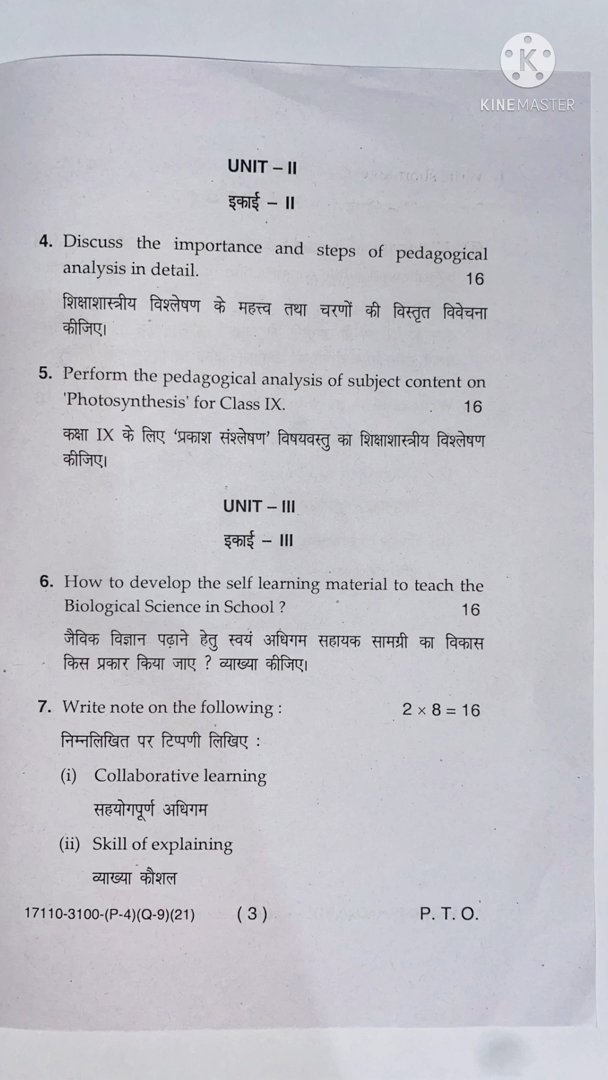 K
KINEMASTER
UNIT – II
इकाई – II
4. Discuss the importance and steps of pedagogical
analysis in detail. 16
शिक्षाशास्त्रीय विश्लेषण के महत्त्व तथा चरणों की विस्तृत विवेचना
कीजिए।
5. Perform the pedagogical analysis of subject content on
'Photosynthesis' for Class IX. 16
कक्षा IX के लिए ‘प्रकाश संश्लेषण’ विषयवस्तु का शिक्षाशास्त्रीय विश्लेषण
कीजिए।
UNIT – III
इकाई – III
6. How to develop the self learning material to teach the
Biological Science in School ? 16
जैविक विज्ञान पढ़ाने हेतु स्वयं अधिगम सहायक सामग्री का विकास
किस प्रकार किया जाए ? व्याख्या कीजिए।
7. Write note on the following : 2 × 8 = 16
निम्नलिखित पर टिप्पणी लिखिए :
(i) Collaborative learning
सहयोगपूर्ण अधिगम
(ii) Skill of explaining
व्याख्या कौशल
17110-3100-(P-4)(Q-9)(21) ( 3 ) P. T. O.